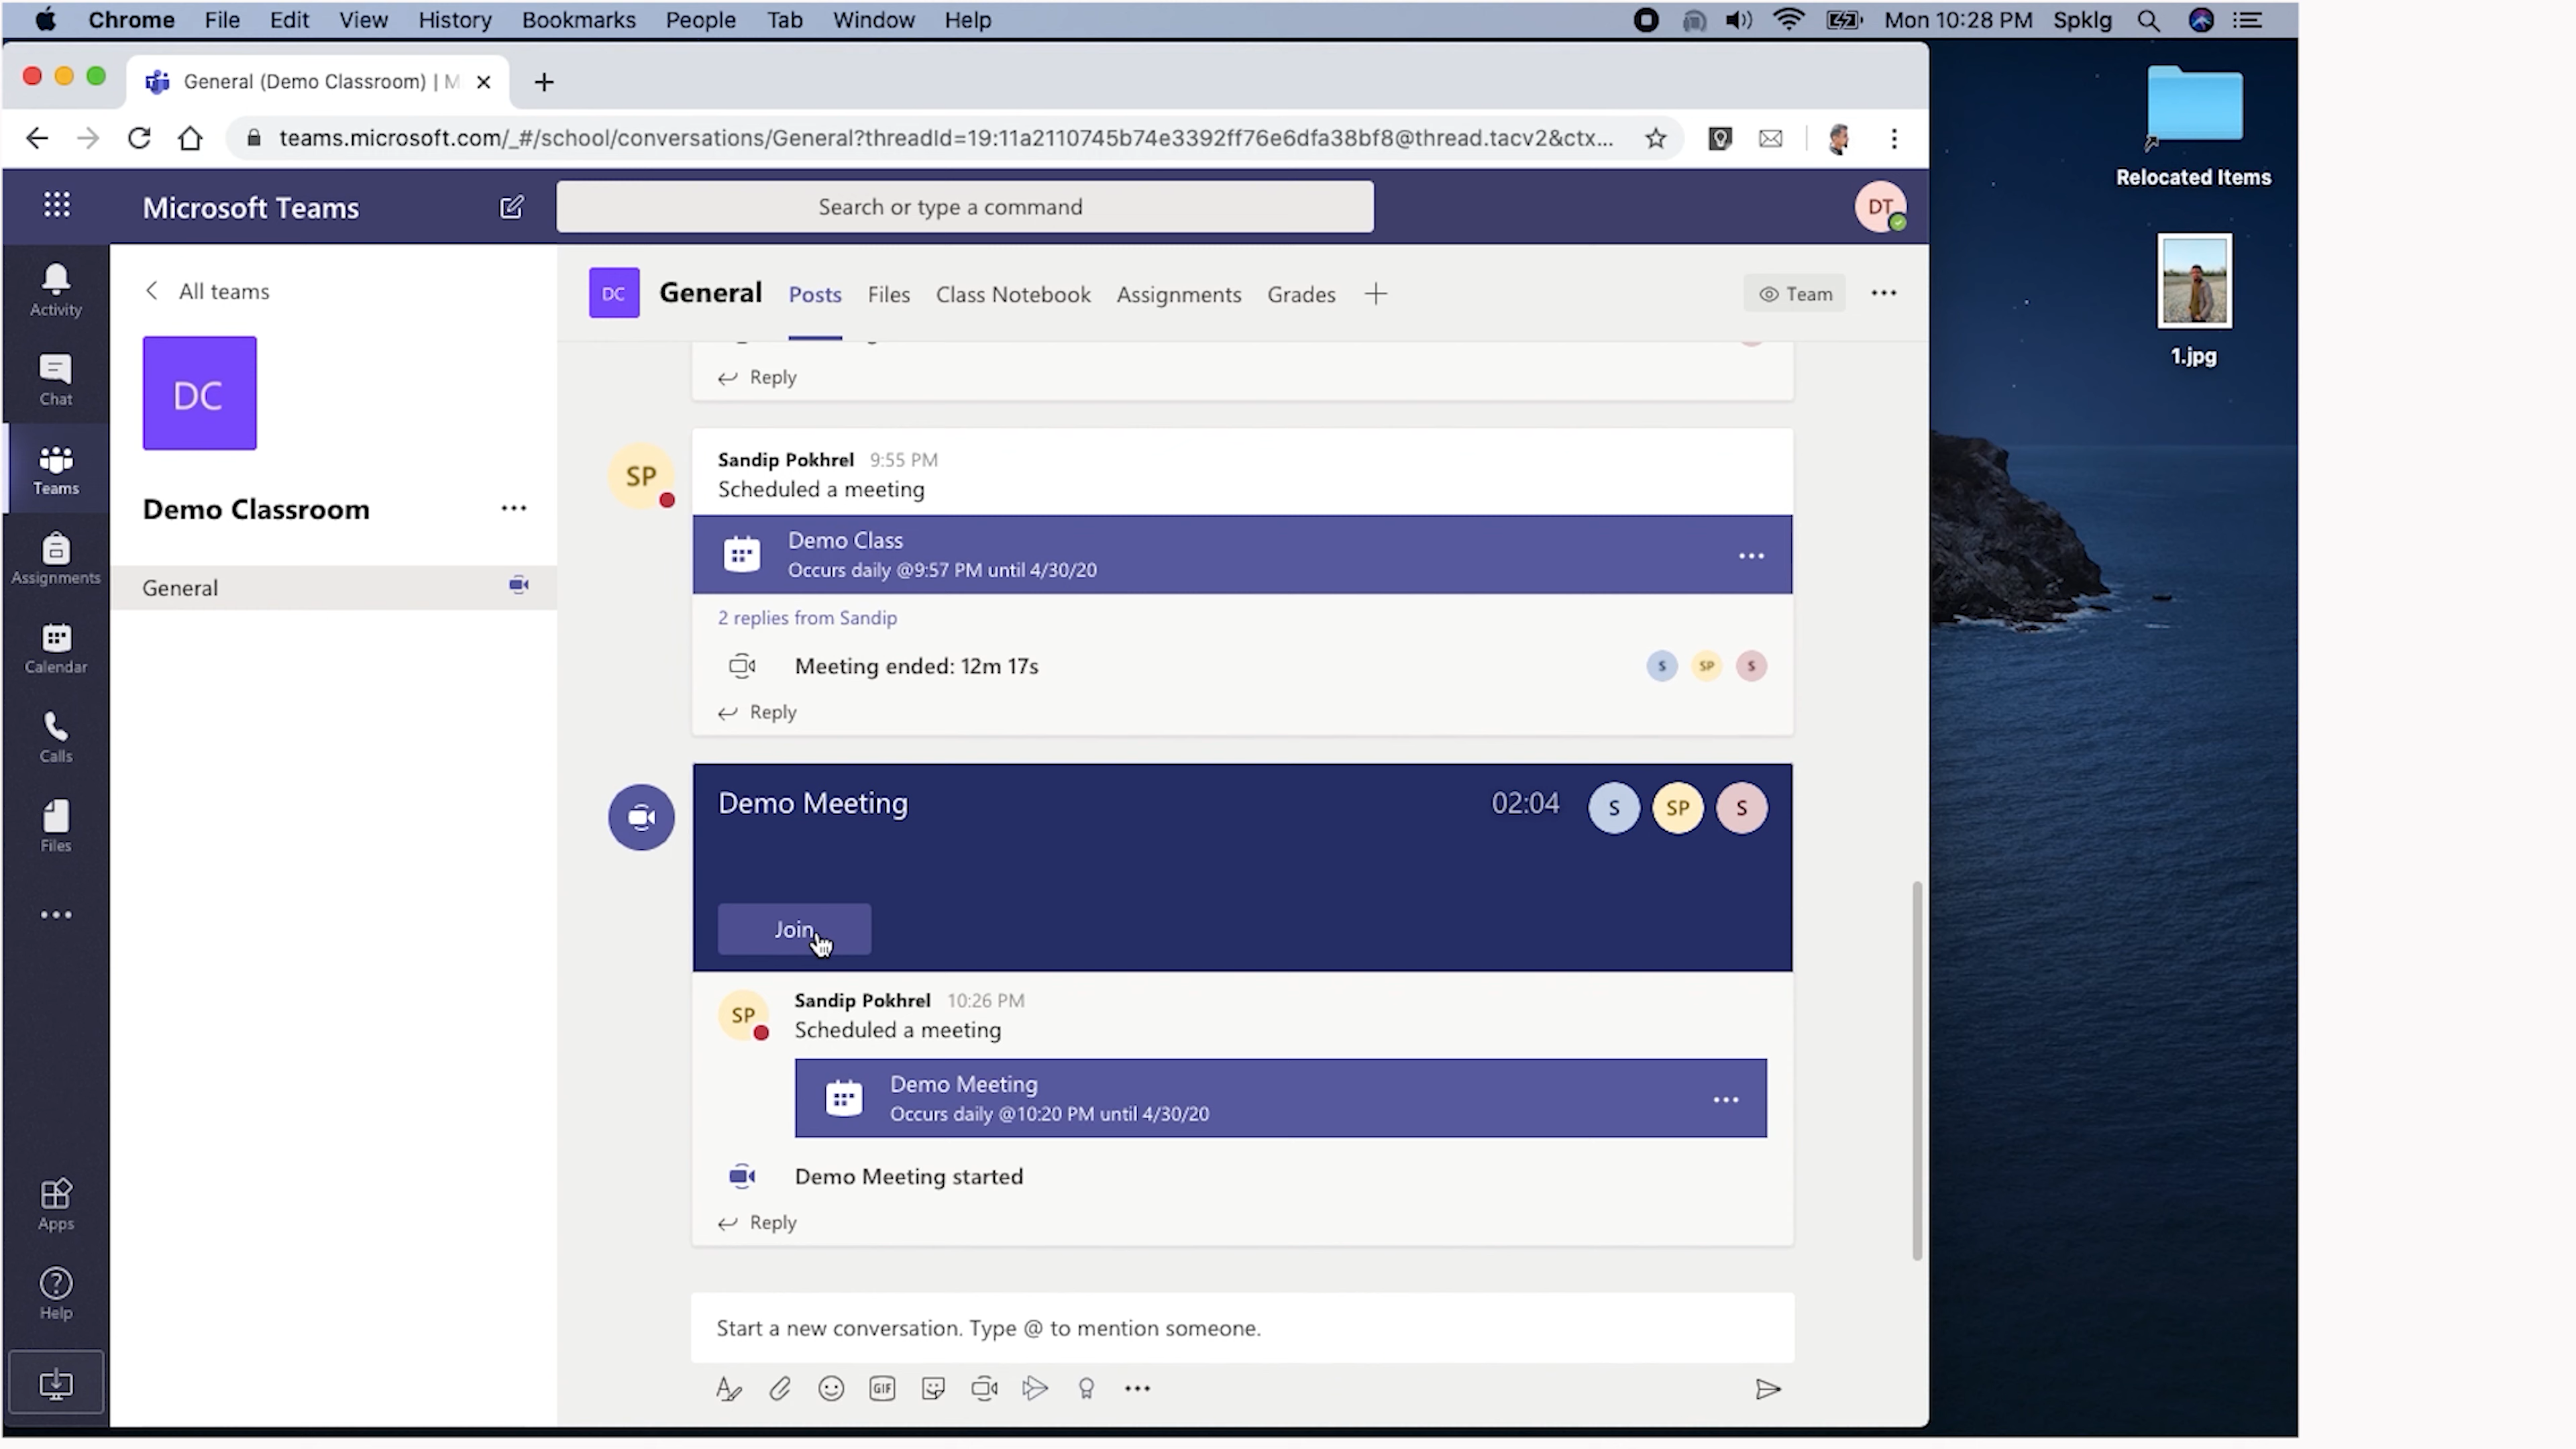 Chrome File Edit View History Bookmarks People Tab Window Help Mon 10:28 PM Spklg
General (Demo Classroom) | M
teams.microsoft.com/_#/school/conversations/General?threadId=19:11a2110745b74e3392ff76e6dfa38bf8@thread.tacv2&ctx...
Relocated Items
1.jpg
Microsoft Teams Search or type a command DT
Activity
Chat
Teams
Assignments
Calendar
Calls
Files
Apps
Help
All teams
DC
Demo Classroom
General
DC General Posts Files Class Notebook Assignments Grades Team
Reply
SP Sandip Pokhrel 9:55 PM
Scheduled a meeting
Demo Class
Occurs daily @9:57 PM until 4/30/20
2 replies from Sandip
Meeting ended: 12m 17s S SP S
Reply
Demo Meeting 02:04 S SP S
Join
SP Sandip Pokhrel 10:26 PM
Scheduled a meeting
Demo Meeting
Occurs daily @10:20 PM until 4/30/20
Demo Meeting started
Reply
Start a new conversation. Type @ to mention someone.
GIF